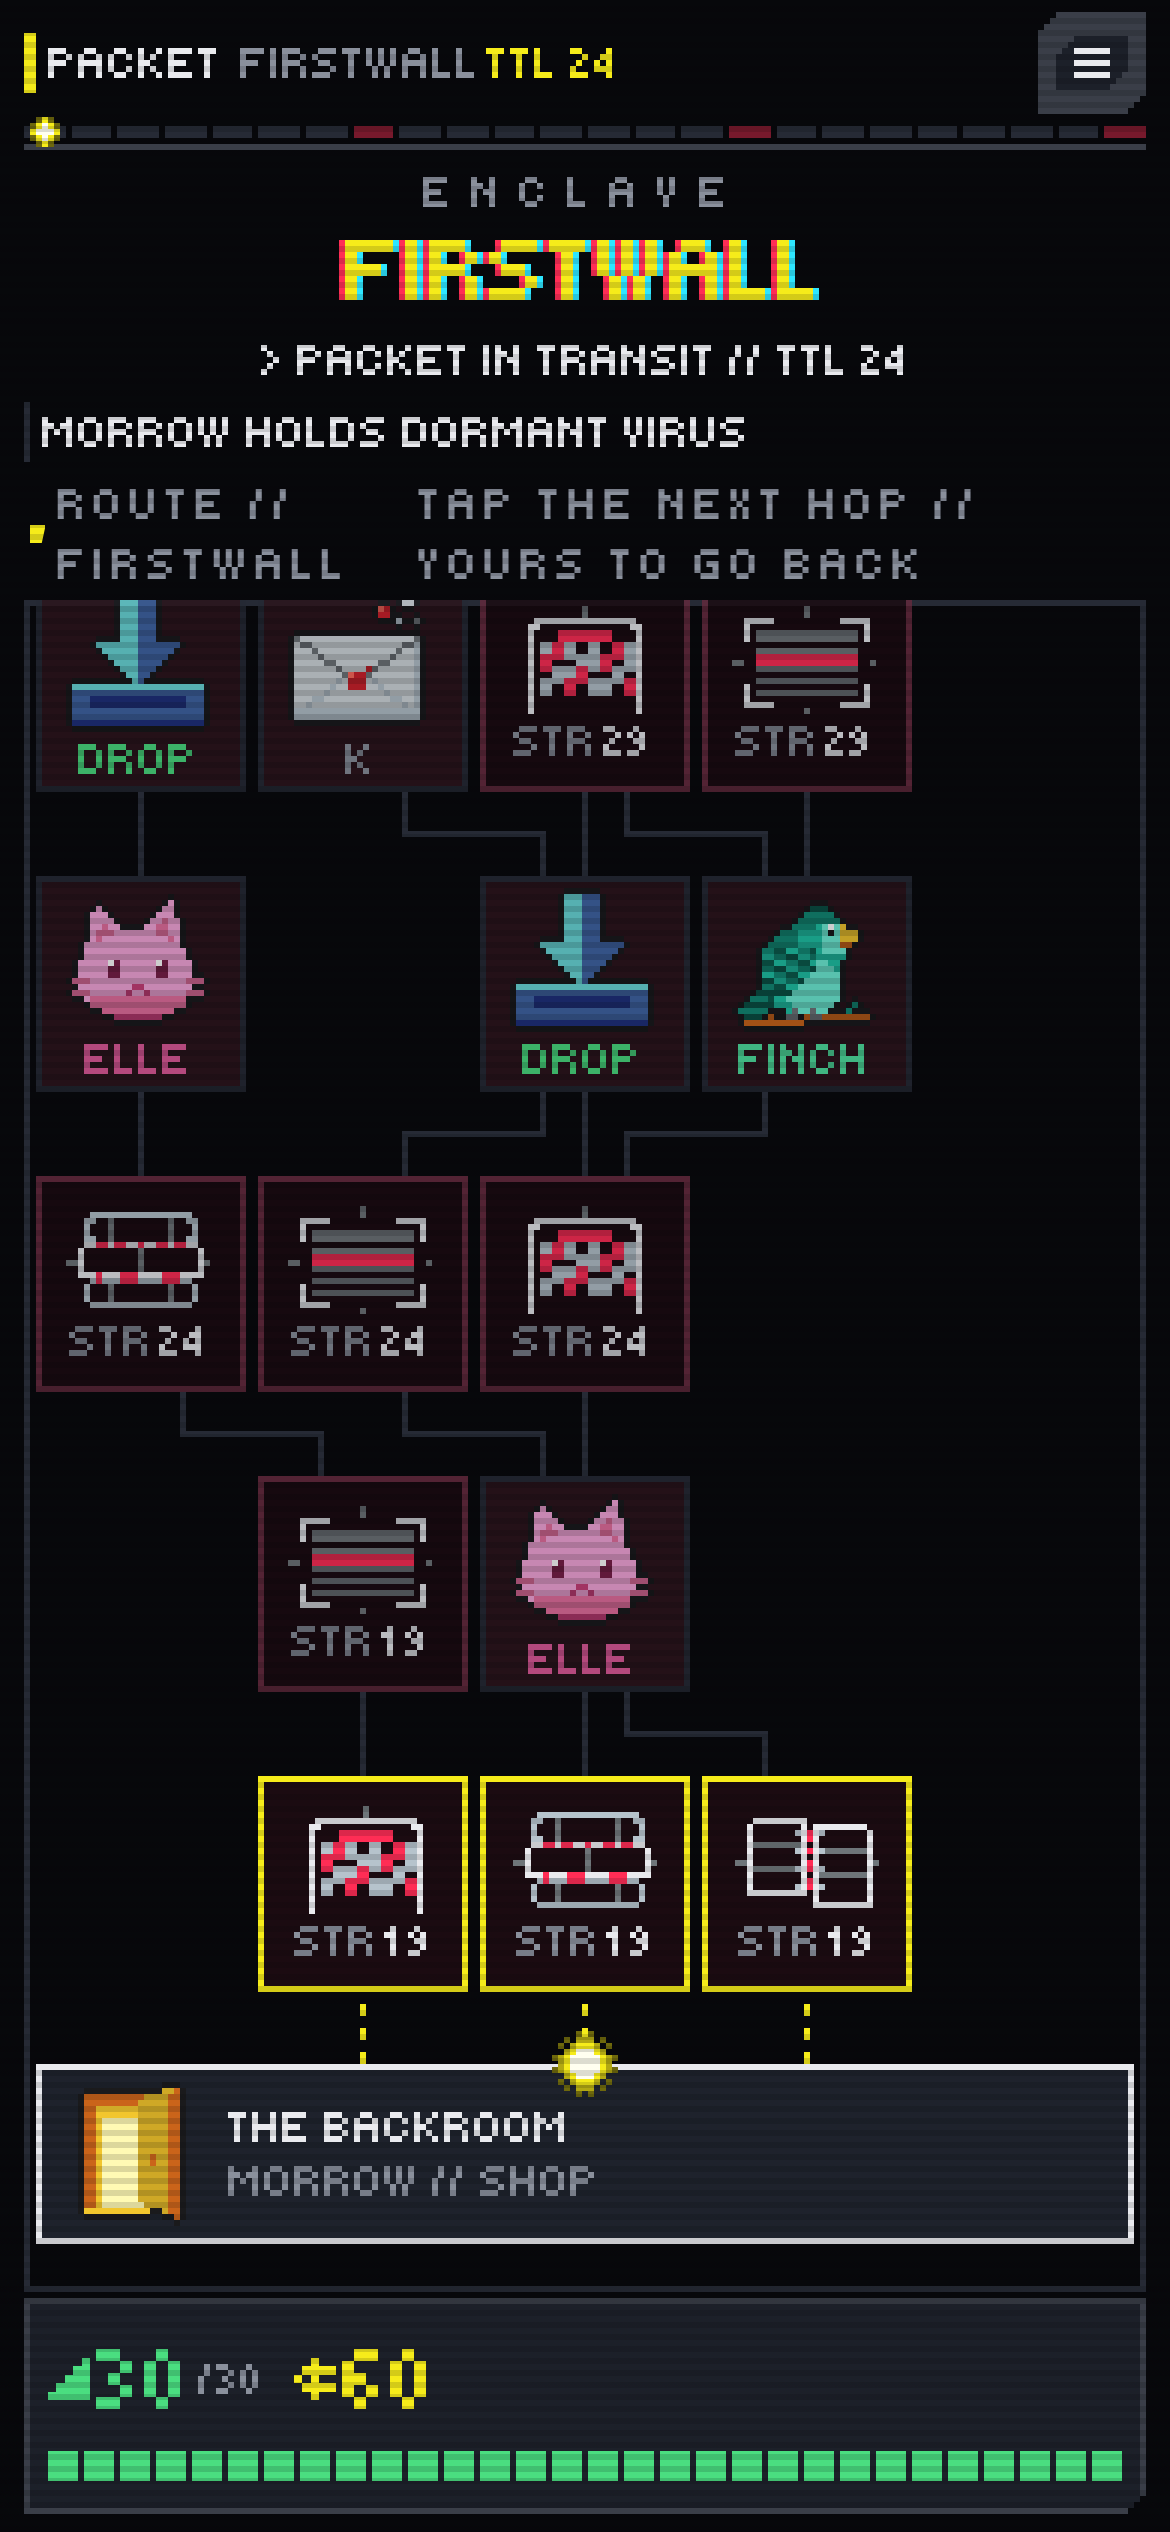 PACKET FIRSTWALL TTL 24
ENCLAVE
FIRSTWALL
> PACKET IN TRANSIT // TTL 24
MORROW HOLDS DORMANT VIRUS
ROUTE // FIRSTWALL
TAP THE NEXT HOP // YOURS TO GO BACK
DROP K STR 29 STR 29
ELLE DROP FINCH
STR 24 STR 24 STR 24
STR 19 ELLE
STR 19 STR 19 STR 19
THE BACKROOM
MORROW // SHOP
30 /30 ¢60